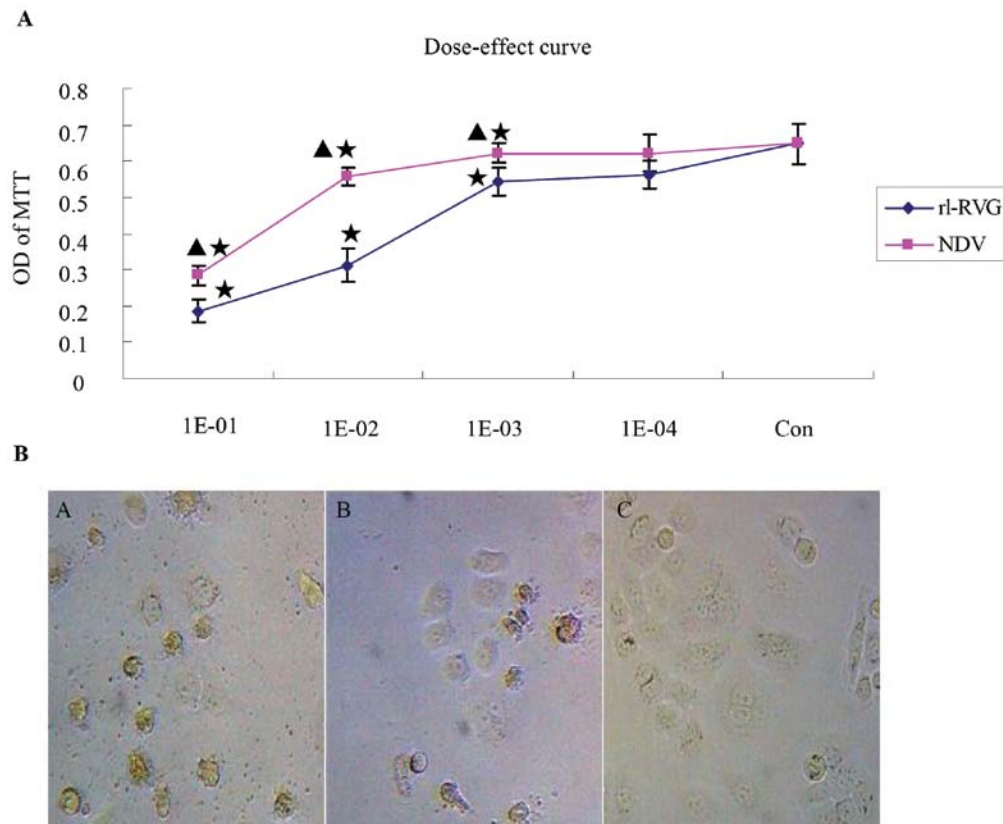 A
Dose-effect curve
0.8
0.7
0.6
0.5
0.4
0.3
0.2
0.1
0
OD of MTT
1E-01 1E-02 1E-03 1E-04 Con
rl-RVG
NDV
B
A B C